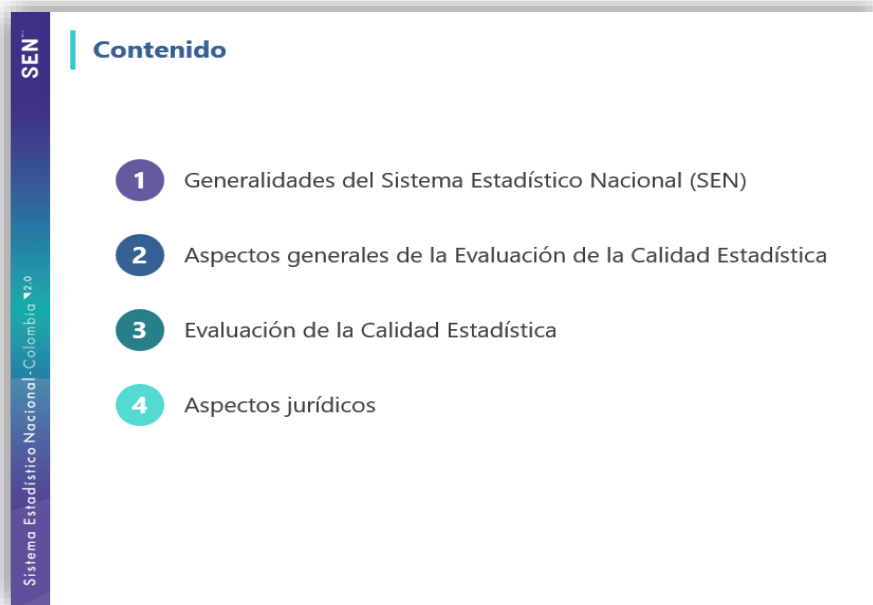 SEN
Contenido
1 Generalidades del Sistema Estadístico Nacional (SEN)
2 Aspectos generales de la Evaluación de la Calidad Estadística
3 Evaluación de la Calidad Estadística
4 Aspectos jurídicos
Sistema Estadístico Nacional - Colombia 2.0